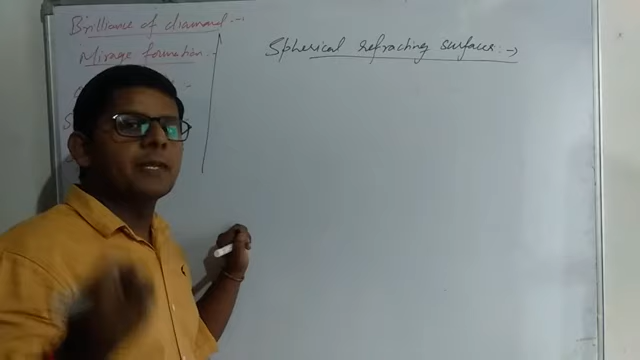 Brilliance of diamond :-
Mirage formation :-
Spherical refracting surfaces :->